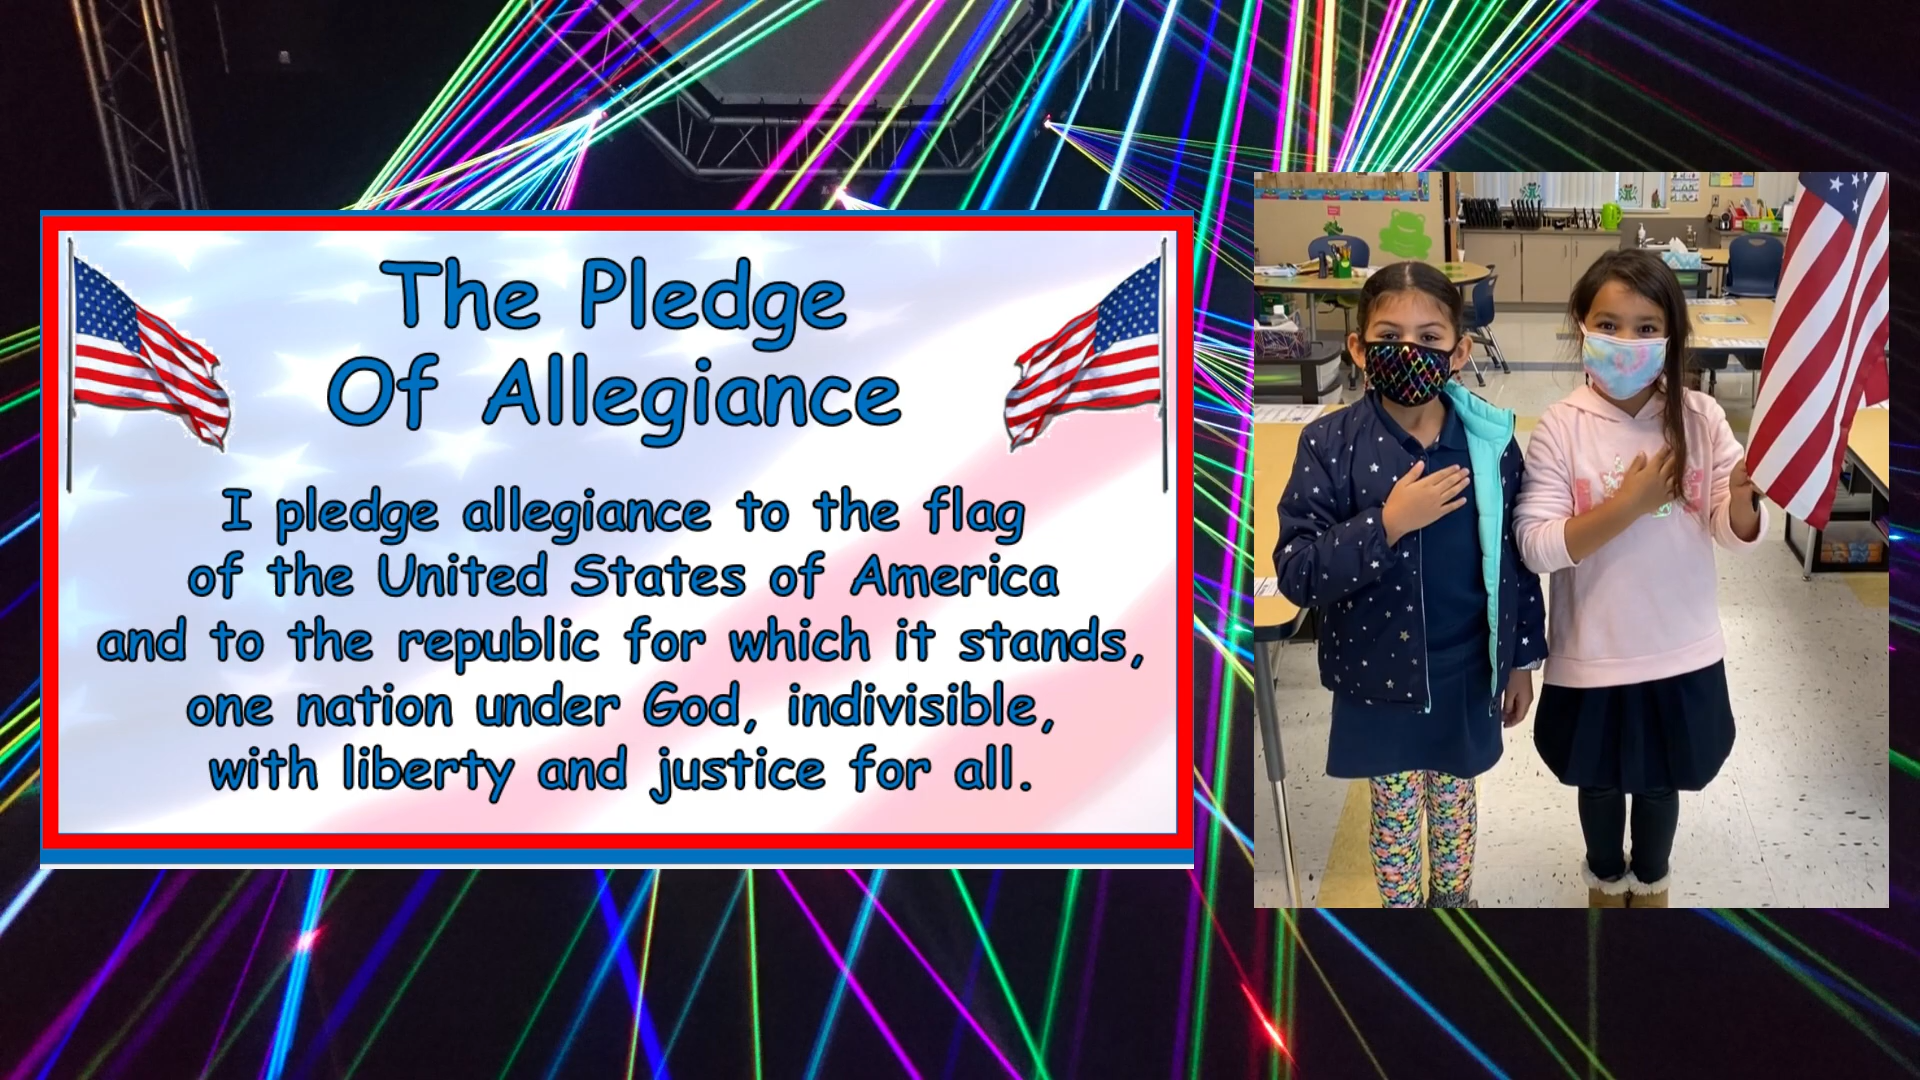 The Pledge
Of Allegiance
I pledge allegiance to the flag
of the United States of America
and to the republic for which it stands,
one nation under God, indivisible,
with liberty and justice for all.